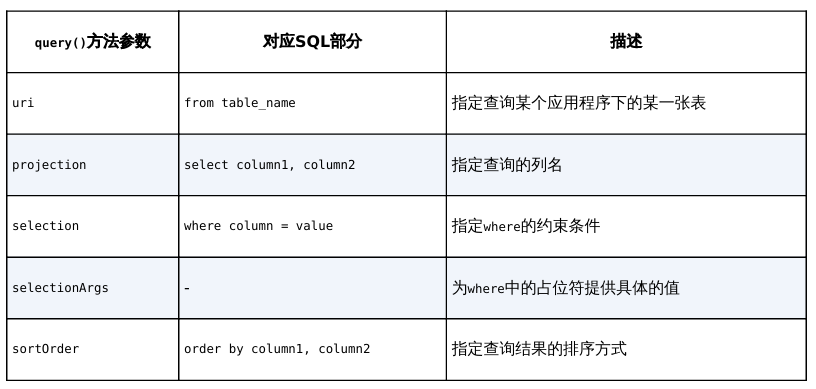 query()方法参数 对应SQL部分 描述
uri from table_name 指定查询某个应用程序下的某一张表
projection select column1, column2 指定查询的列名
selection where column = value 指定where的约束条件
selectionArgs - 为where中的占位符提供具体的值
sortOrder order by column1, column2 指定查询结果的排序方式